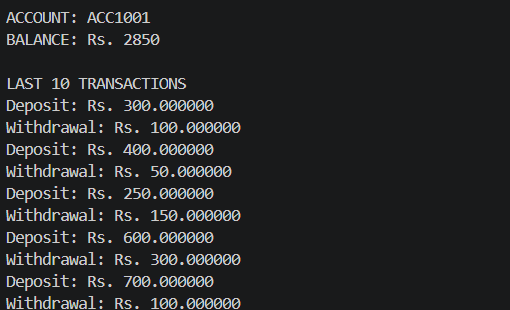 ACCOUNT: ACC1001
BALANCE: Rs. 2850
LAST 10 TRANSACTIONS
Deposit: Rs. 300.000000
Withdrawal: Rs. 100.000000
Deposit: Rs. 400.000000
Withdrawal: Rs. 50.000000
Deposit: Rs. 250.000000
Withdrawal: Rs. 150.000000
Deposit: Rs. 600.000000
Withdrawal: Rs. 300.000000
Deposit: Rs. 700.000000
Withdrawal: Rs. 100.000000